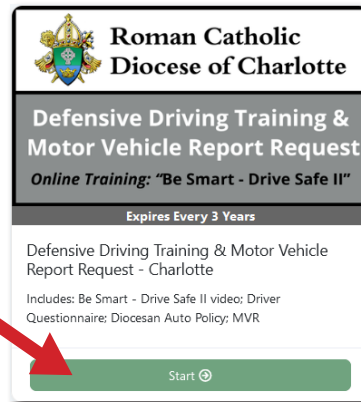 Roman Catholic
Diocese of Charlotte
Defensive Driving Training &
Motor Vehicle Report Request
Online Training: “Be Smart - Drive Safe II”
Expires Every 3 Years
Defensive Driving Training & Motor Vehicle
Report Request - Charlotte
Includes: Be Smart - Drive Safe II video; Driver
Questionnaire; Diocesan Auto Policy; MVR
Start